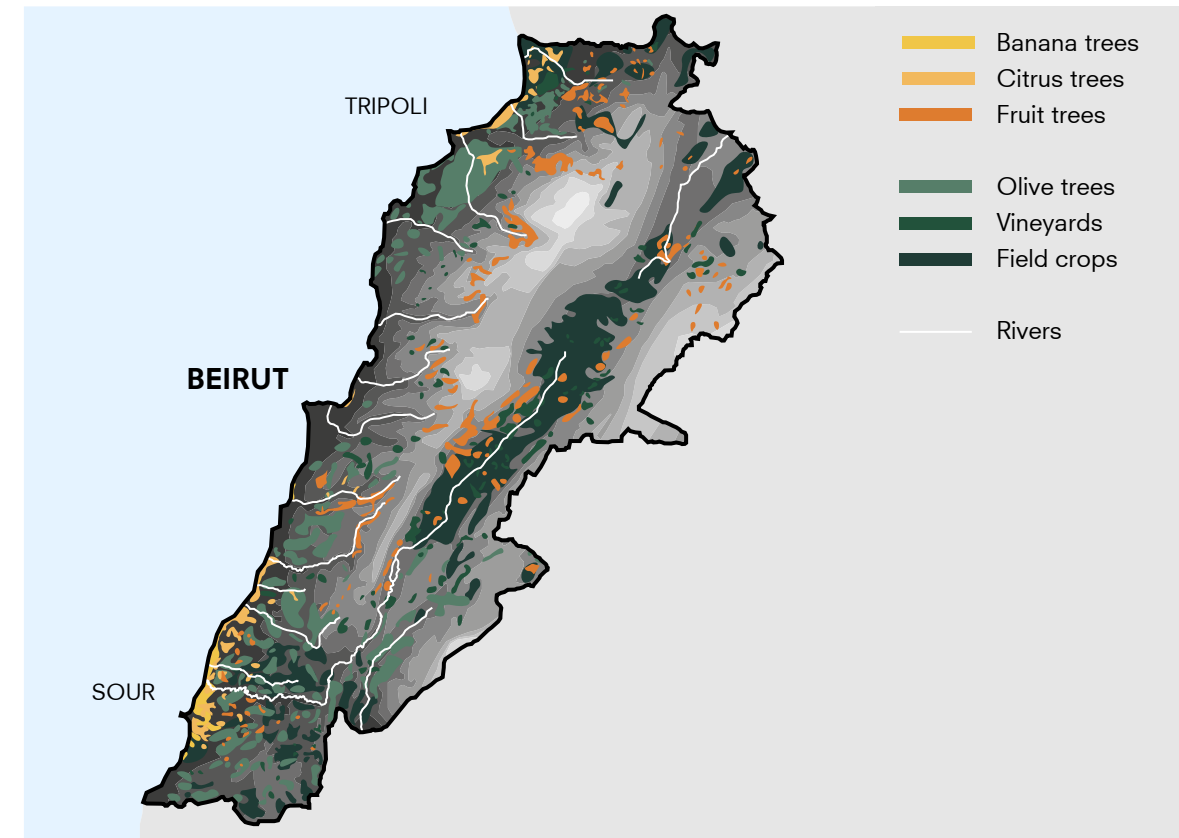 TRIPOLI
BEIRUT
SOUR
Banana trees
Citrus trees
Fruit trees
Olive trees
Vineyards
Field crops
Rivers